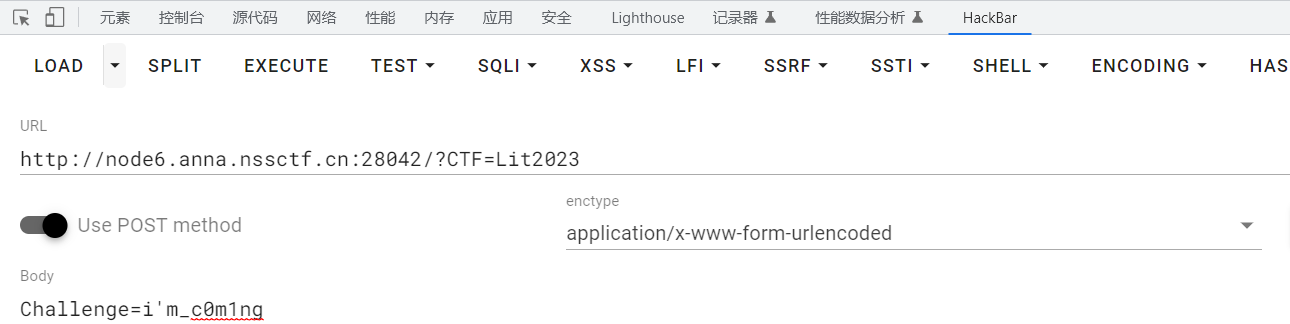 元素 控制台 源代码 网络 性能 内存 应用 安全 Lighthouse 记录器 性能数据分析 HackBar
LOAD SPLIT EXECUTE TEST SQLI XSS LFI SSRF SSTI SHELL ENCODING HAS
URL
http://node6.anna.nssctf.cn:28042/?CTF=Lit2023
enctype
Use POST method
application/x-www-form-urlencoded
Body
Challenge=i'm_c0m1ng